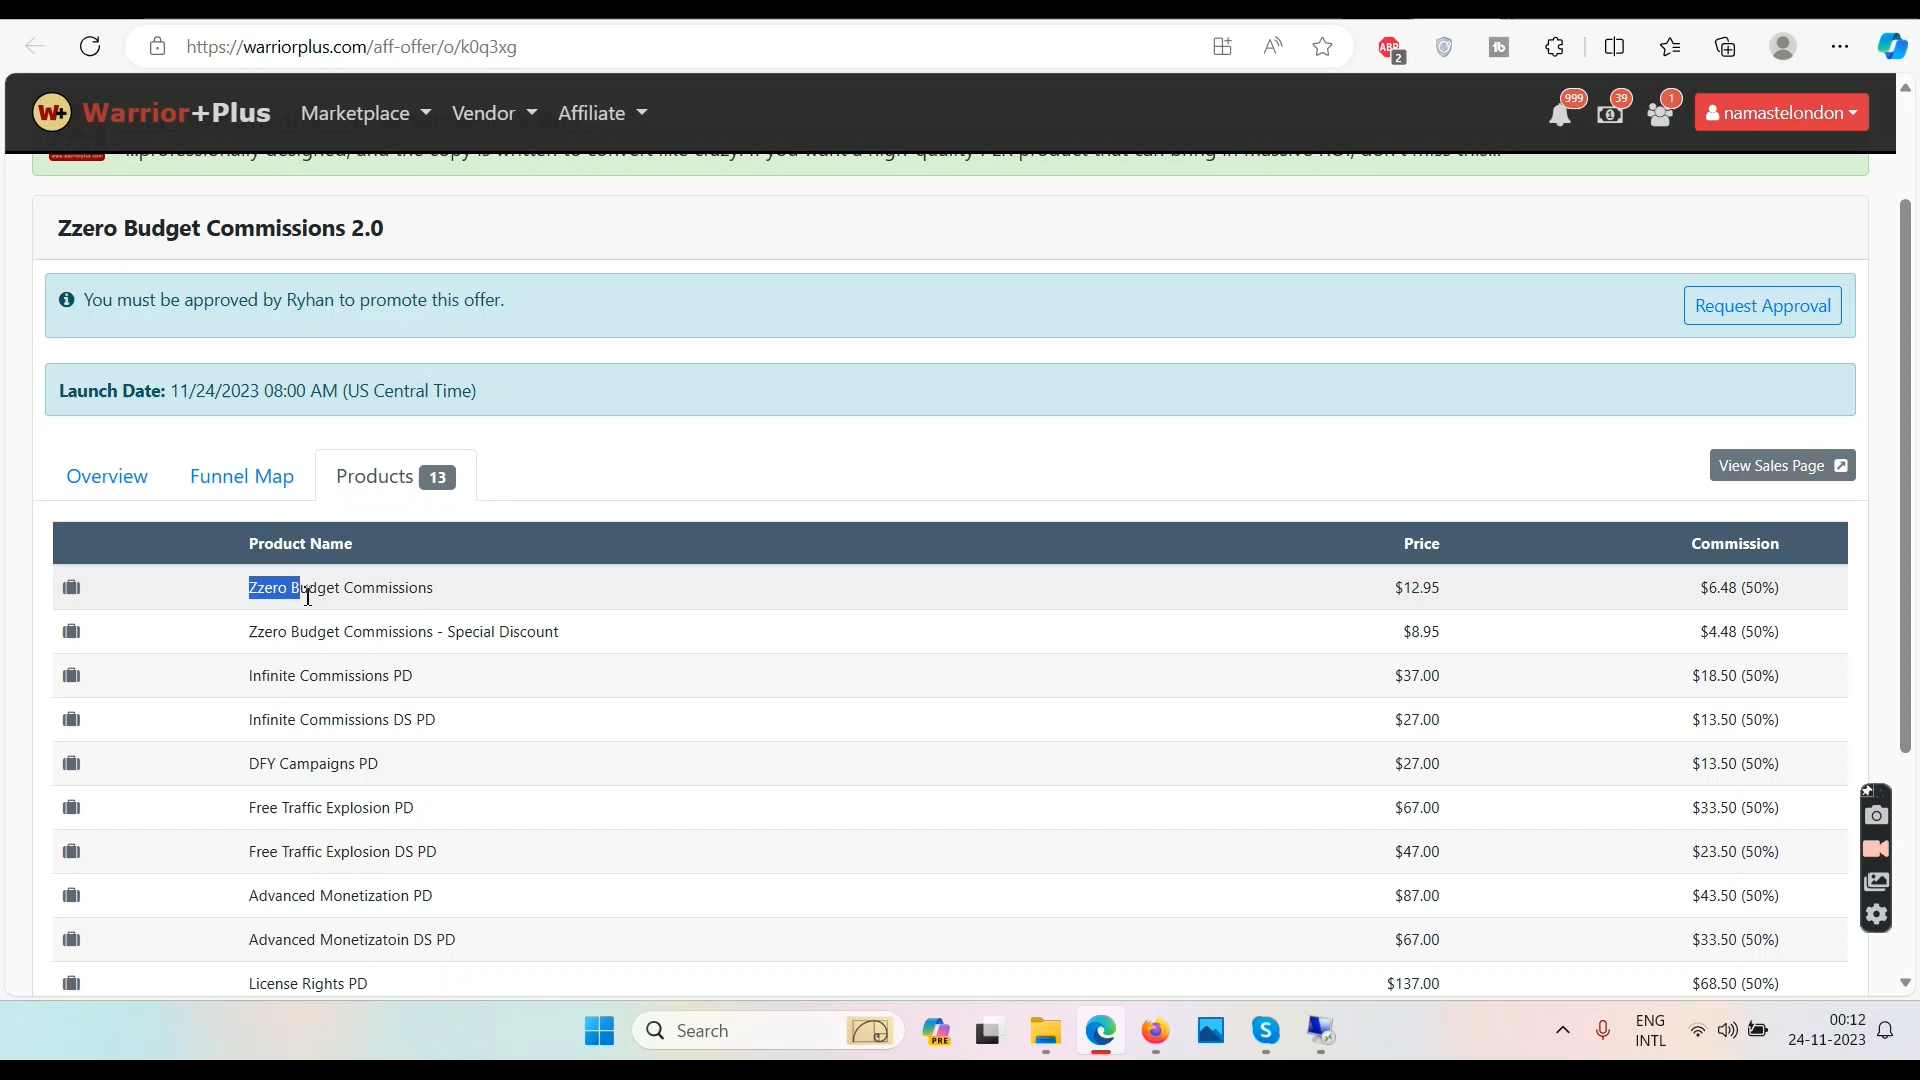 https://warriorplus.com/aff-offer/o/k0q3xg
ABP 2
tb
W+ Warrior+Plus Marketplace Vendor Affiliate 999 39 1 namastelondon
Zzero Budget Commissions 2.0
You must be approved by Ryhan to promote this offer. Request Approval
Launch Date: 11/24/2023 08:00 AM (US Central Time)
Overview Funnel Map Products 13 View Sales Page
Product Name Price Commission
Zzero Budget Commissions $12.95 $6.48 (50%)
Zzero Budget Commissions - Special Discount $8.95 $4.48 (50%)
Infinite Commissions PD $37.00 $18.50 (50%)
Infinite Commissions DS PD $27.00 $13.50 (50%)
DFY Campaigns PD $27.00 $13.50 (50%)
Free Traffic Explosion PD $67.00 $33.50 (50%)
Free Traffic Explosion DS PD $47.00 $23.50 (50%)
Advanced Monetization PD $87.00 $43.50 (50%)
Advanced Monetizatoin DS PD $67.00 $33.50 (50%)
License Rights PD $137.00 $68.50 (50%)
Search PRE ENG INTL 00:12 24-11-2023